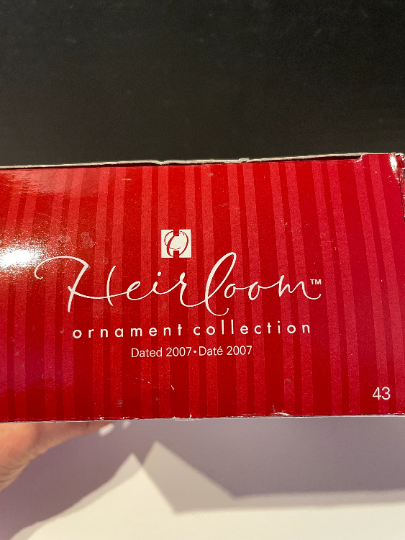 Heirloom™
ornament collection
Dated 2007•Daté 2007
43